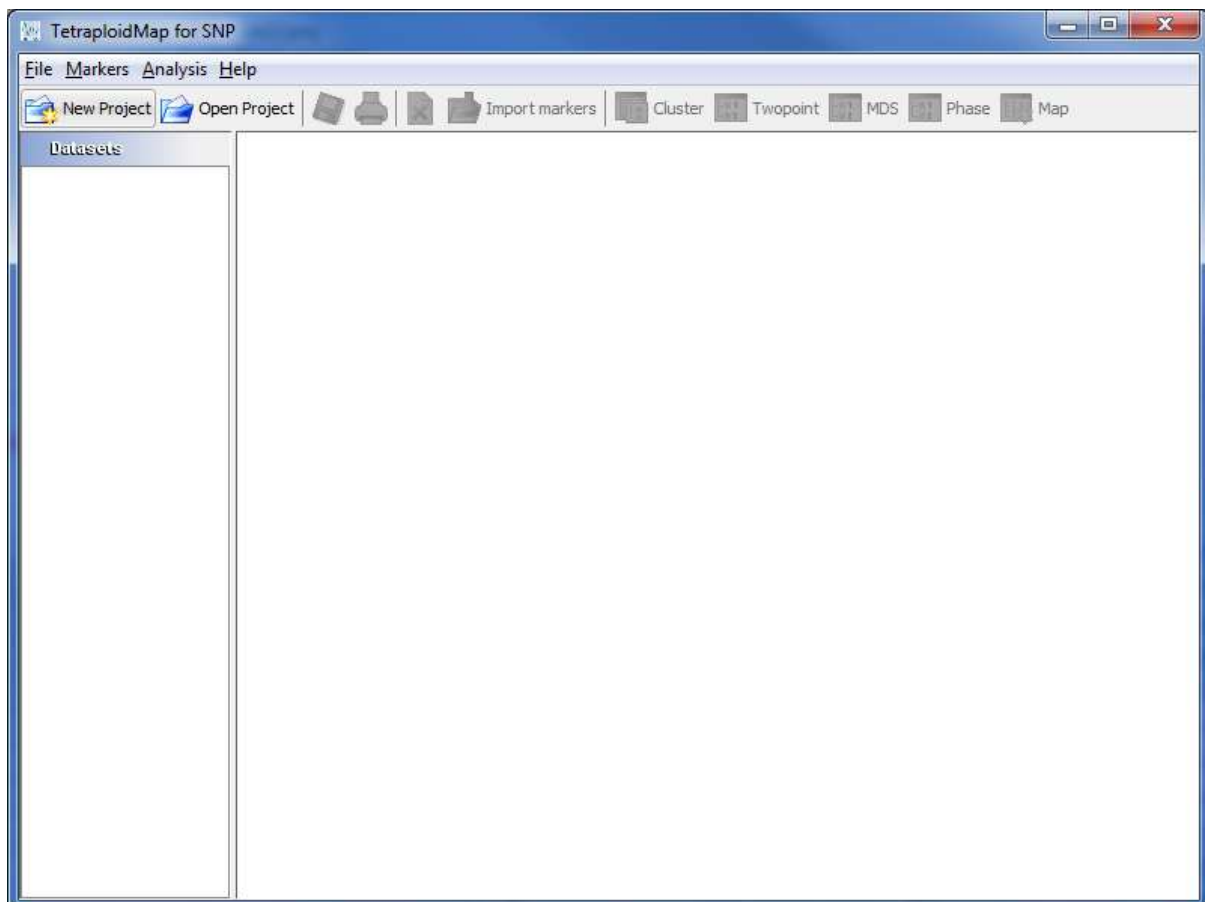 TetraploidMap for SNP
File Markers Analysis Help
New Project Open Project Import markers Cluster Twopoint MDS Phase Map
Datasets